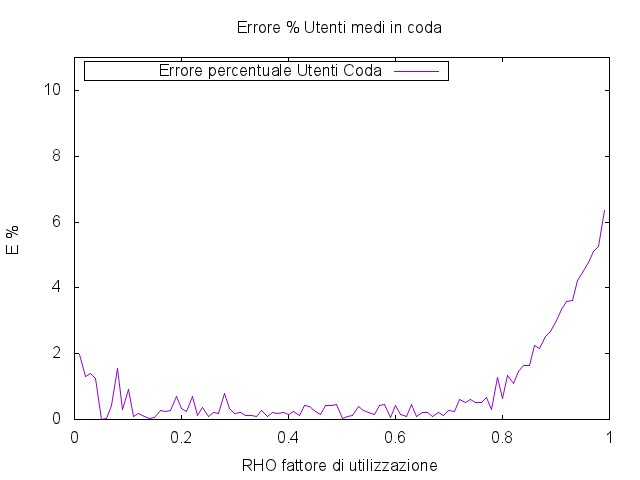 Errore % Utenti medi in coda
Errore percentuale Utenti Coda
10
8
6
4
2
0
E %
0 0.2 0.4 0.6 0.8 1
RHO fattore di utilizzazione